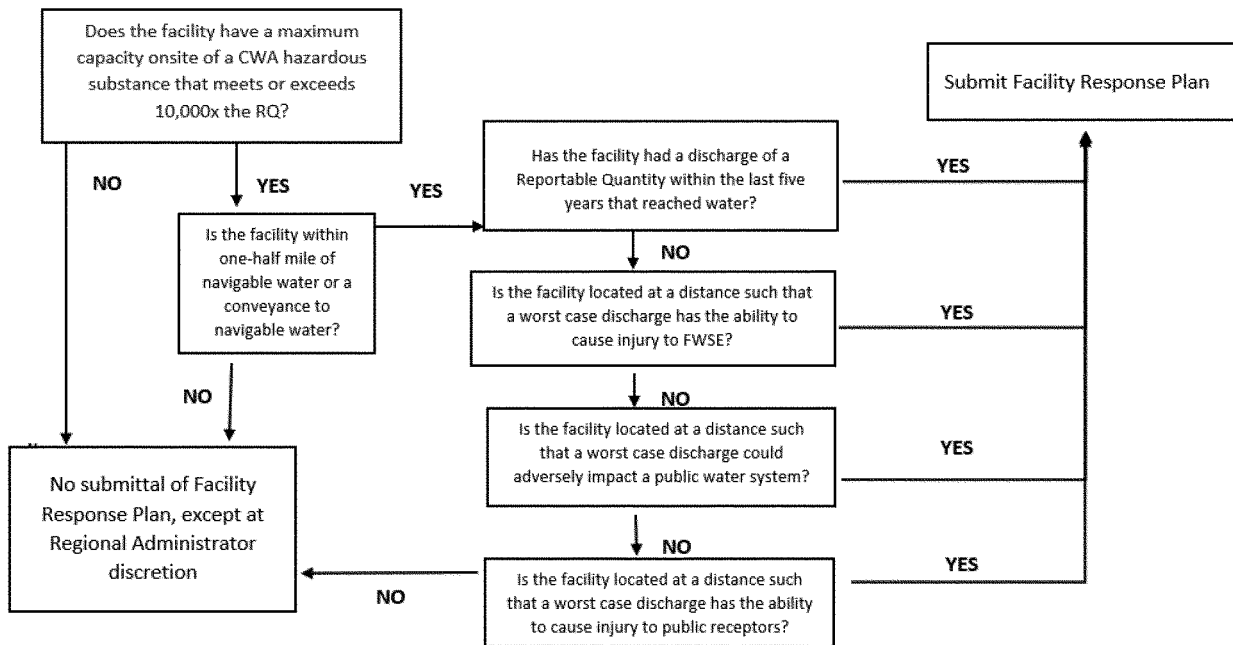 Does the facility have a maximum
capacity onsite of a CWA hazardous
substance that meets or exceeds
10,000x the RQ?
Submit Facility Response Plan
NO
YES
YES
Has the facility had a discharge of a
Reportable Quantity within the last five
years that reached water?
YES
Is the facility within
one-half mile of
navigable water or a
conveyance to
navigable water?
NO
Is the facility located at a distance such that
a worst case discharge has the ability to
cause injury to FWSE?
YES
NO
NO
Is the facility located at a distance such
that a worst case discharge could
adversely impact a public water system?
YES
No submittal of Facility
Response Plan, except at
Regional Administrator
discretion
NO
Is the facility located at a distance such
that a worst case discharge has the ability
to cause injury to public receptors?
YES
NO